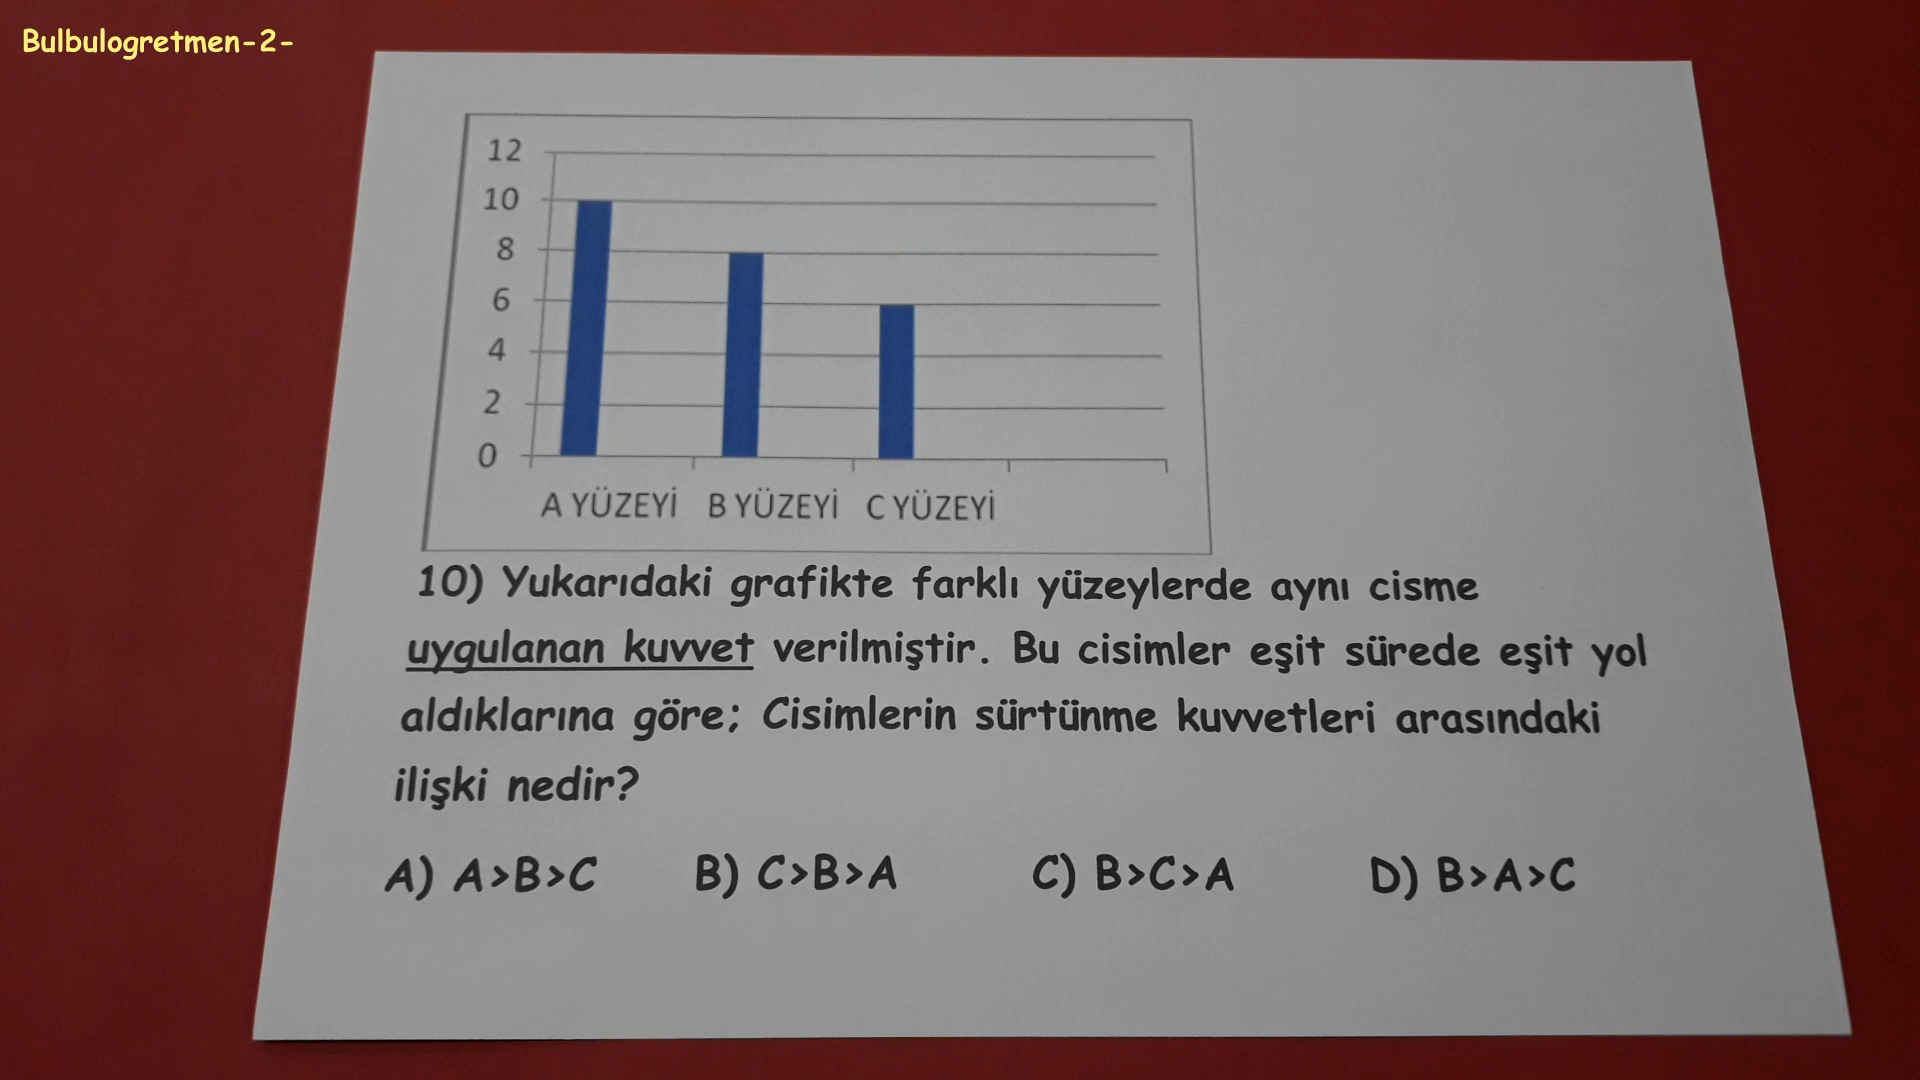 Bulbulogretmen-2-
12
10
8
6
4
2
0
A YÜZEYİ B YÜZEYİ C YÜZEYİ
10) Yukarıdaki grafikte farklı yüzeylerde aynı cisme
uygulanan kuvvet verilmiştir. Bu cisimler eşit sürede eşit yol
aldıklarına göre; Cisimlerin sürtünme kuvvetleri arasındaki
ilişki nedir?
A) A>B>C B) C>B>A C) B>C>A D) B>A>C